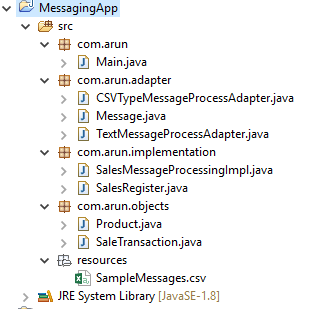 MessagingApp
src
com.arun
Main.java
com.arun.adapter
CSVTypeMessageProcessAdapter.java
Message.java
TextMessageProcessAdapter.java
com.arun.implementation
SalesMessageProcessingImpl.java
SalesRegister.java
com.arun.objects
Product.java
SaleTransaction.java
resources
SampleMessages.csv
JRE System Library [JavaSE-1.8]